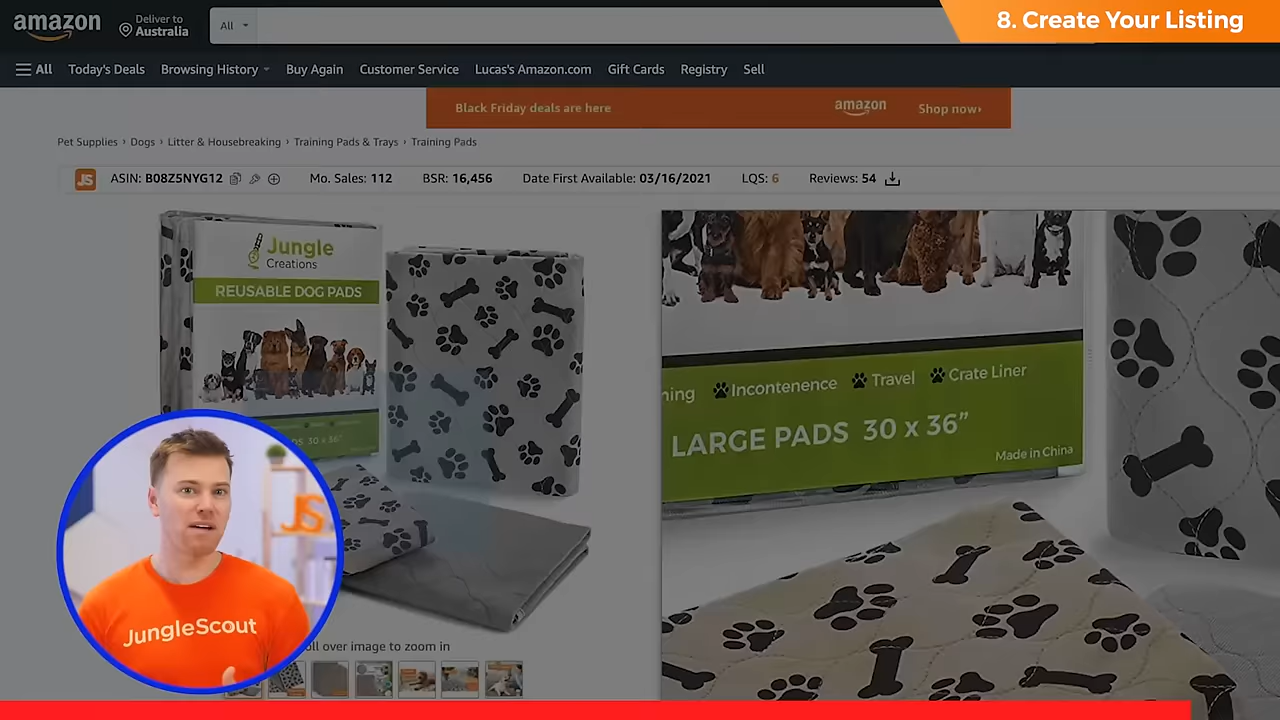 amazon
Deliver to
Australia
All
8. Create Your Listing
All
Today's Deals
Browsing History
Buy Again
Customer Service
Lucas's Amazon.com
Gift Cards
Registry
Sell
Black Friday deals are here
amazon
Shop now
Pet Supplies › Dogs › Litter & Housebreaking › Training Pads & Trays › Training Pads
JS
ASIN: B08Z5NYG12
Mo. Sales: 112
BSR: 16,456
Date First Available: 03/16/2021
LQS: 6
Reviews: 54
Jungle
Creations
REUSABLE DOG PADS
30 x 36"
Incontenence
Travel
Crate Liner
LARGE PADS 30 x 36”
Made in China
JS
JungleScout
over image to zoom in